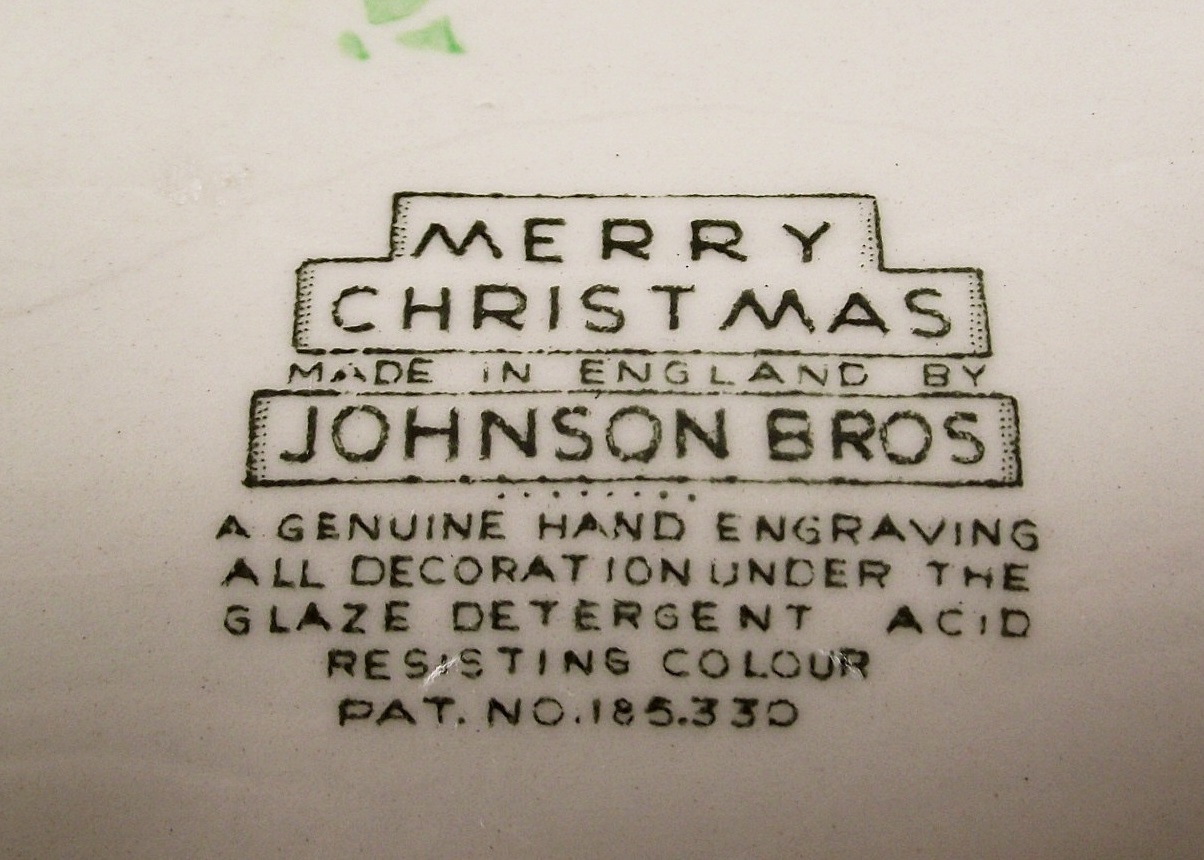 MERRY
CHRISTMAS
MADE IN ENGLAND BY
JOHNSON BROS
A GENUINE HAND ENGRAVING
ALL DECORATION UNDER THE
GLAZE DETERGENT ACID
RESISTING COLOUR
PAT. NO. 185.330